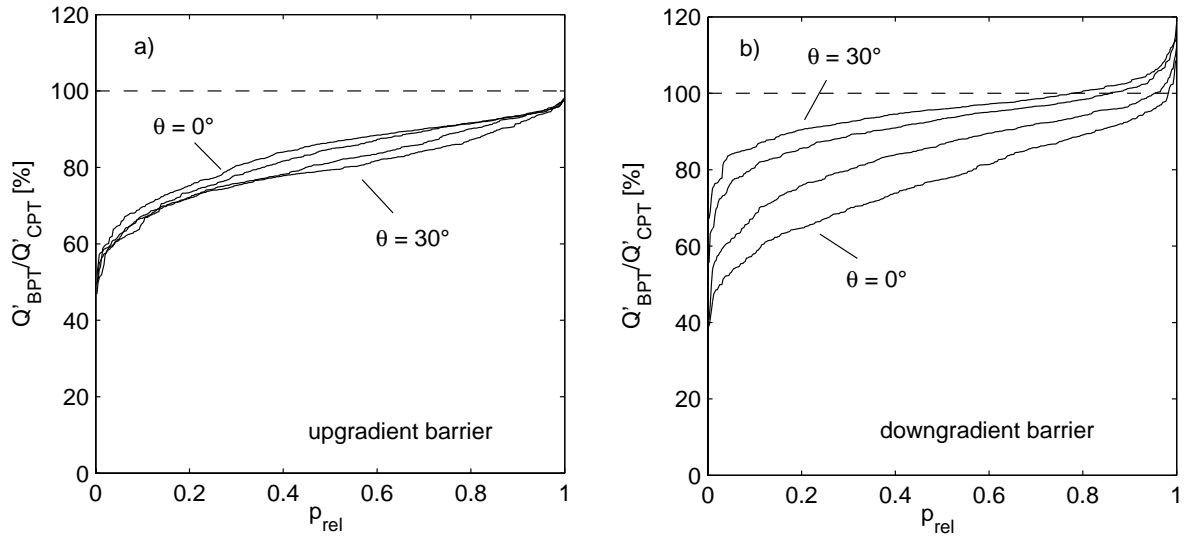 a)
120
100
80
60
40
20
0
Q'BPT/Q'CPT [%]
θ = 0°
θ = 30°
upgradient barrier
0 0.2 0.4 0.6 0.8 1
prel
b)
120
100
80
60
40
20
0
Q'BPT/Q'CPT [%]
θ = 30°
θ = 0°
downgradient barrier
0 0.2 0.4 0.6 0.8 1
prel